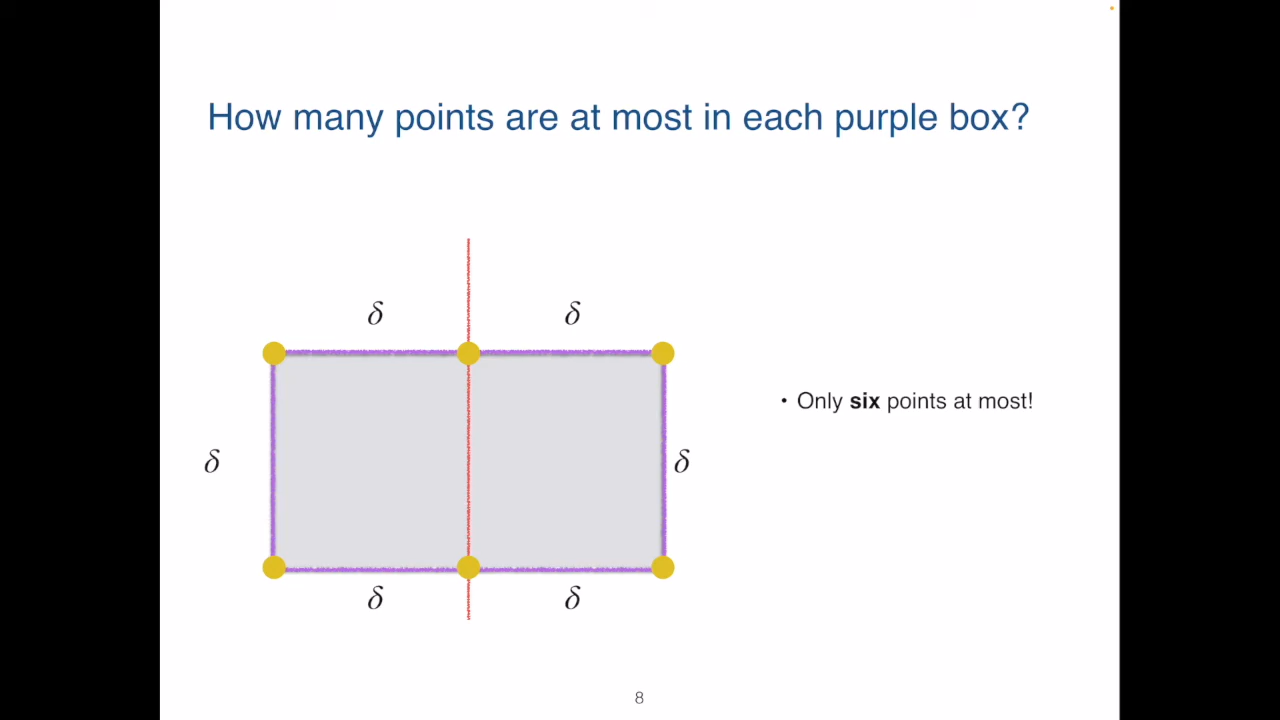 How many points are at most in each purple box?
δ δ
• Only six points at most!
δ δ
δ δ
8